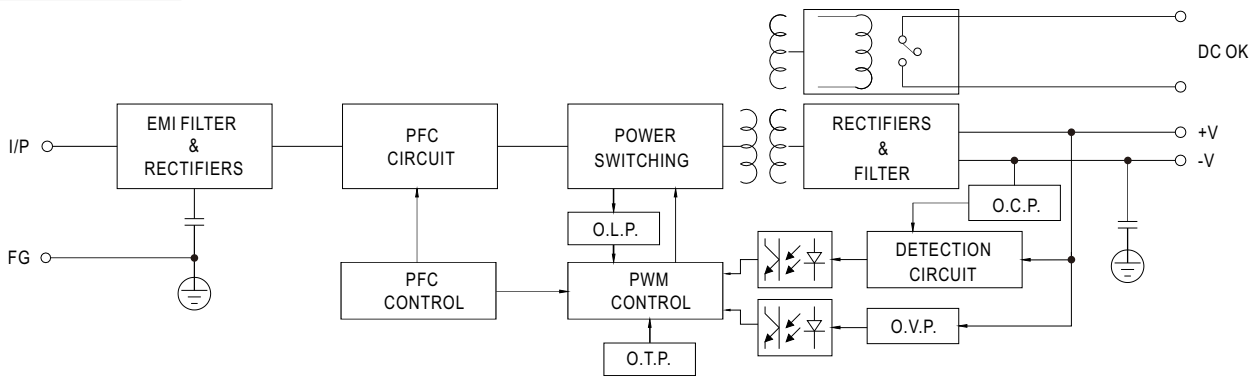 DC OK
I/P
EMI FILTER
&
RECTIFIERS
PFC
CIRCUIT
POWER
SWITCHING
RECTIFIERS
&
FILTER
+V
-V
O.C.P.
O.L.P.
FG
DETECTION
CIRCUIT
PFC
CONTROL
PWM
CONTROL
O.V.P.
O.T.P.